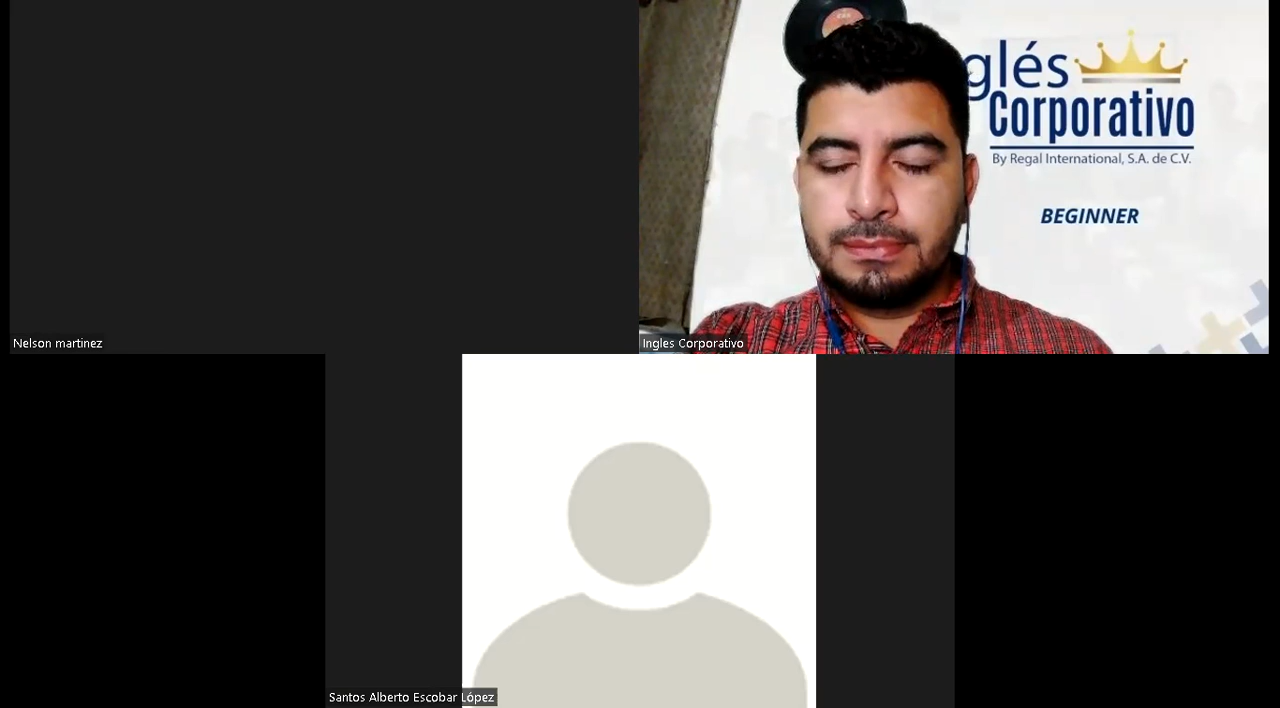 glés
Corporativo
By Regal International, S.A. de C.V.
BEGINNER
Nelson martinez
Ingles Corporativo
Santos Alberto Escobar López